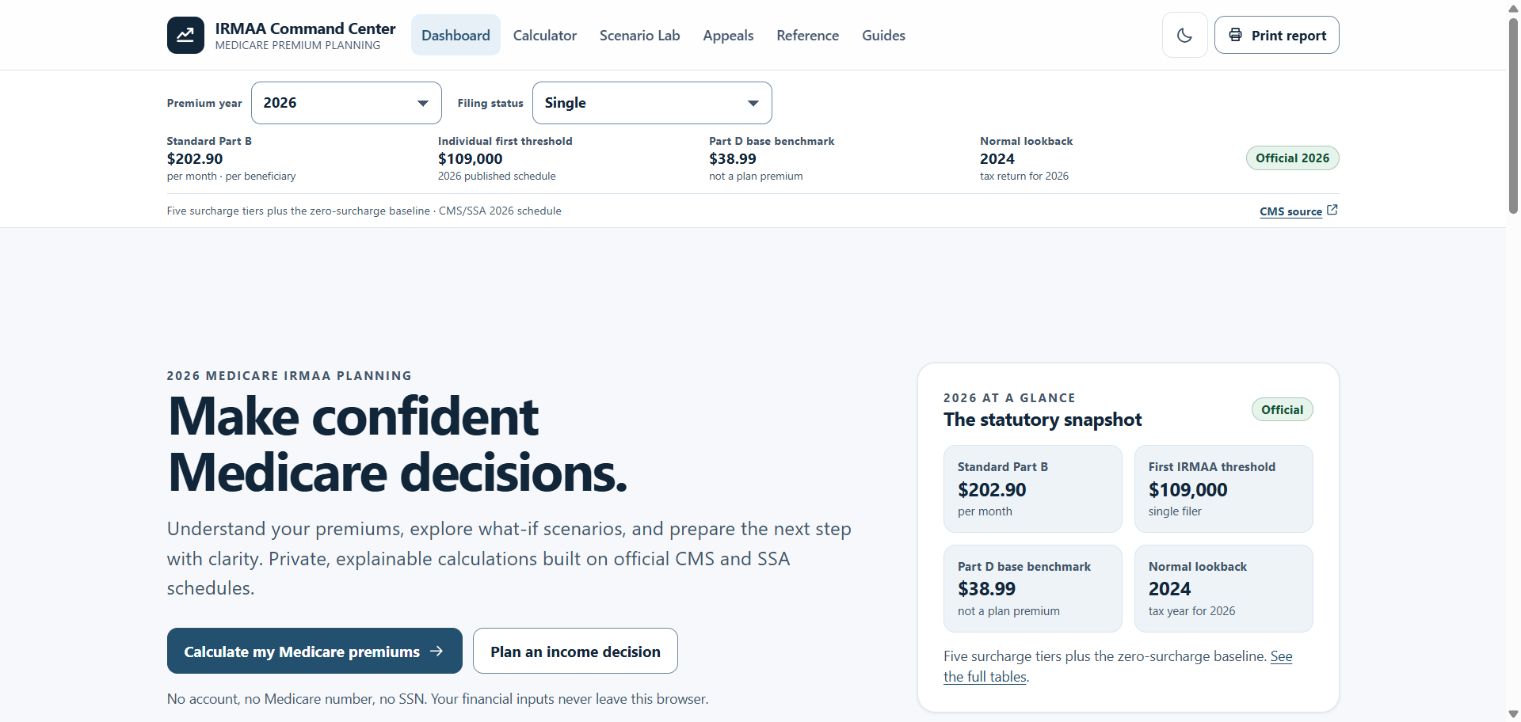 IRMAA Command Center
MEDICARE PREMIUM PLANNING
Dashboard
Calculator
Scenario Lab
Appeals
Reference
Guides
Print report
Premium year
2026
Filing status
Single
Standard Part B
$202.90
per month · per beneficiary
Individual first threshold
$109,000
2026 published schedule
Part D base benchmark
$38.99
not a plan premium
Normal lookback
2024
tax return for 2026
Official 2026
Five surcharge tiers plus the zero-surcharge baseline · CMS/SSA 2026 schedule
CMS source
2026 MEDICARE IRMAA PLANNING
Make confident
Medicare decisions.
Understand your premiums, explore what-if scenarios, and prepare the next step
with clarity. Private, explainable calculations built on official CMS and SSA
schedules.
Calculate my Medicare premiums →
Plan an income decision
No account, no Medicare number, no SSN. Your financial inputs never leave this browser.
2026 AT A GLANCE
The statutory snapshot
Official
Standard Part B
$202.90
per month
First IRMAA threshold
$109,000
single filer
Part D base benchmark
$38.99
not a plan premium
Normal lookback
2024
tax year for 2026
Five surcharge tiers plus the zero-surcharge baseline. See
the full tables.